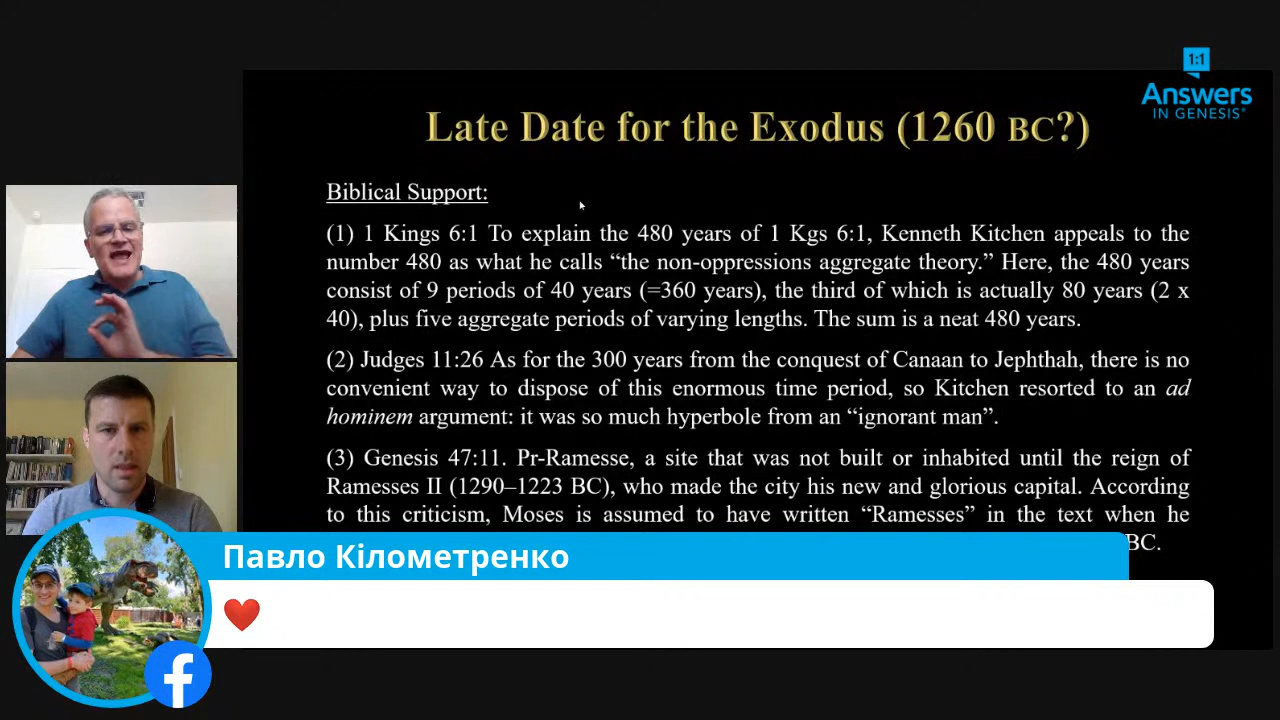 1:1
Answers
IN GENESIS
Late Date for the Exodus (1260 BC?)
Biblical Support:
(1) 1 Kings 6:1 To explain the 480 years of 1 Kgs 6:1, Kenneth Kitchen appeals to the
number 480 as what he calls “the non-oppressions aggregate theory.” Here, the 480 years
consist of 9 periods of 40 years (=360 years), the third of which is actually 80 years (2 x
40), plus five aggregate periods of varying lengths. The sum is a neat 480 years.
(2) Judges 11:26 As for the 300 years from the conquest of Canaan to Jephthah, there is no
convenient way to dispose of this enormous time period, so Kitchen resorted to an ad
hominem argument: it was so much hyperbole from an “ignorant man”.
(3) Genesis 47:11. Pr-Ramesse, a site that was not built or inhabited until the reign of
Ramesses II (1290–1223 BC), who made the city his new and glorious capital. According
to this criticism, Moses is assumed to have written “Ramesses” in the text when he
BC.
Павло Кілометренко
❤️